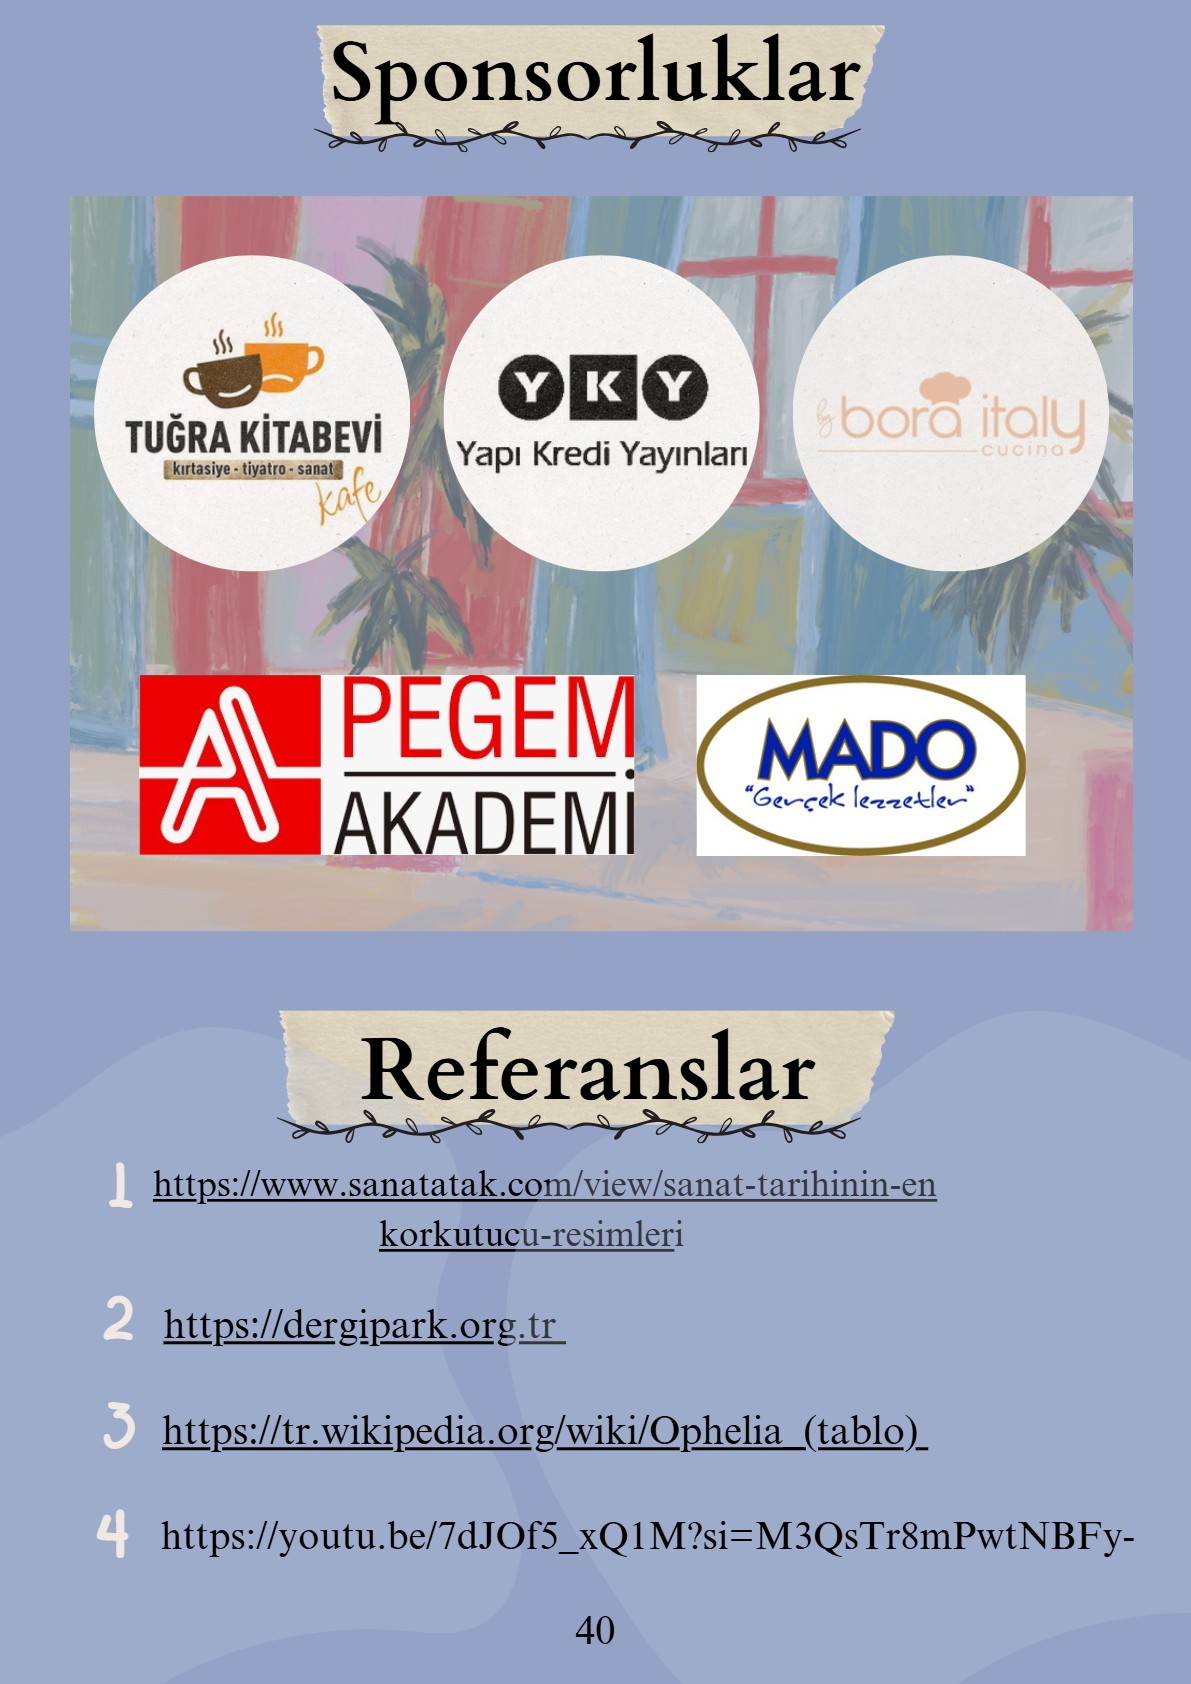 Sponsorluklar
TUĞRA KİTABEVİ
kırtasiye - tiyatro - sanat
kafe
YKY
Yapı Kredi Yayınları
by bora italy
cucina
PEGEM
AKADEMİ
MADO
"Gerçek lezzetler"
Referanslar
1 https://www.sanatatak.com/view/sanat-tarihinin-en
korkutucu-resimleri
2 https://dergipark.org.tr
3 https://tr.wikipedia.org/wiki/Ophelia_(tablo)
4 https://youtu.be/7dJOf5_xQ1M?si=M3QsTr8mPwtNBFy-
40